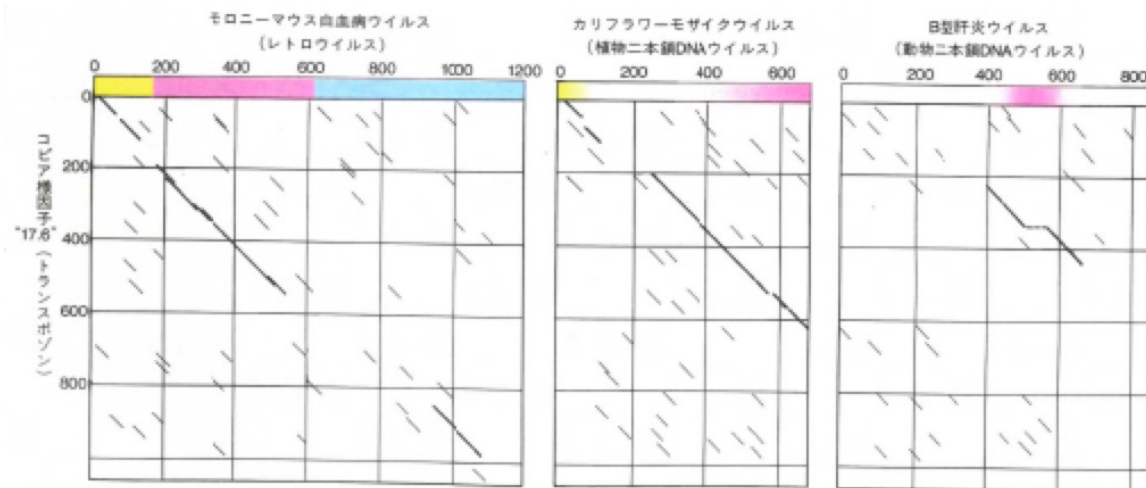 モロニーマウス白血病ウイルス
(レトロウイルス)
0 200 400 600 800 1000 1200
カリフラワーモザイクウイルス
(植物二本鎖DNAウイルス)
0 200 400 600
B型肝炎ウイルス
(動物二本鎖DNAウイルス)
0 200 400 600 800
コピア様因子
"17.6"
(トランスポゾン)
0
200
400
600
800